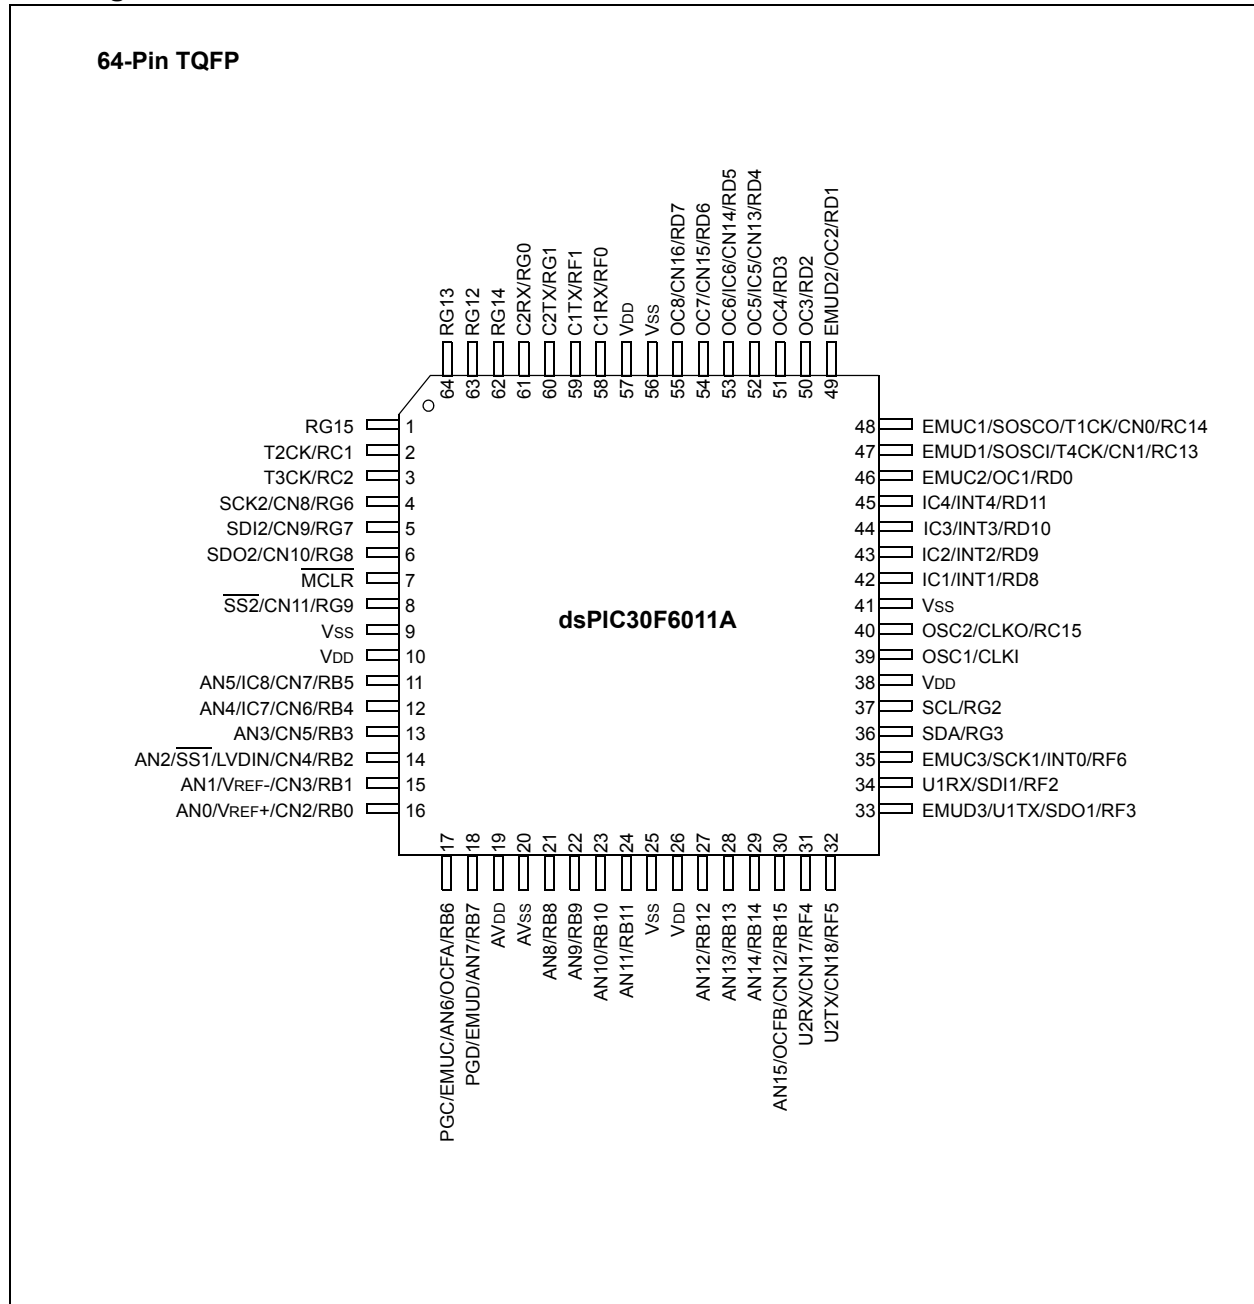 64-Pin TQFP
RG13
RG12
RG14
C2RX/RG0
C2TX/RG1
C1TX/RF1
C1RX/RF0
VDD
VSS
OC8/CN16/RD7
OC7/CN15/RD6
OC6/IC6/CN14/RD5
OC5/IC5/CN13/RD4
OC4/RD3
OC3/RD2
EMUD2/OC2/RD1
64 63 62 61 60 59 58 57 56 55 54 53 52 51 50 49
RG15 1
T2CK/RC1 2
T3CK/RC2 3
SCK2/CN8/RG6 4
SDI2/CN9/RG7 5
SDO2/CN10/RG8 6
MCLR 7
SS2/CN11/RG9 8
VSS 9
VDD 10
AN5/IC8/CN7/RB5 11
AN4/IC7/CN6/RB4 12
AN3/CN5/RB3 13
AN2/SS1/LVDIN/CN4/RB2 14
AN1/VREF-/CN3/RB1 15
AN0/VREF+/CN2/RB0 16
dsPIC30F6011A
48 EMUC1/SOSCO/T1CK/CN0/RC14
47 EMUD1/SOSCI/T4CK/CN1/RC13
46 EMUC2/OC1/RD0
45 IC4/INT4/RD11
44 IC3/INT3/RD10
43 IC2/INT2/RD9
42 IC1/INT1/RD8
41 VSS
40 OSC2/CLKO/RC15
39 OSC1/CLKI
38 VDD
37 SCL/RG2
36 SDA/RG3
35 EMUC3/SCK1/INT0/RF6
34 U1RX/SDI1/RF2
33 EMUD3/U1TX/SDO1/RF3
17 18 19 20 21 22 23 24 25 26 27 28 29 30 31 32
PGC/EMUC/AN6/OCFA/RB6
PGD/EMUD/AN7/RB7
AVDD
AVSS
AN8/RB8
AN9/RB9
AN10/RB10
AN11/RB11
VSS
VDD
AN12/RB12
AN13/RB13
AN14/RB14
AN15/OCFB/CN12/RB15
U2RX/CN17/RF4
U2TX/CN18/RF5